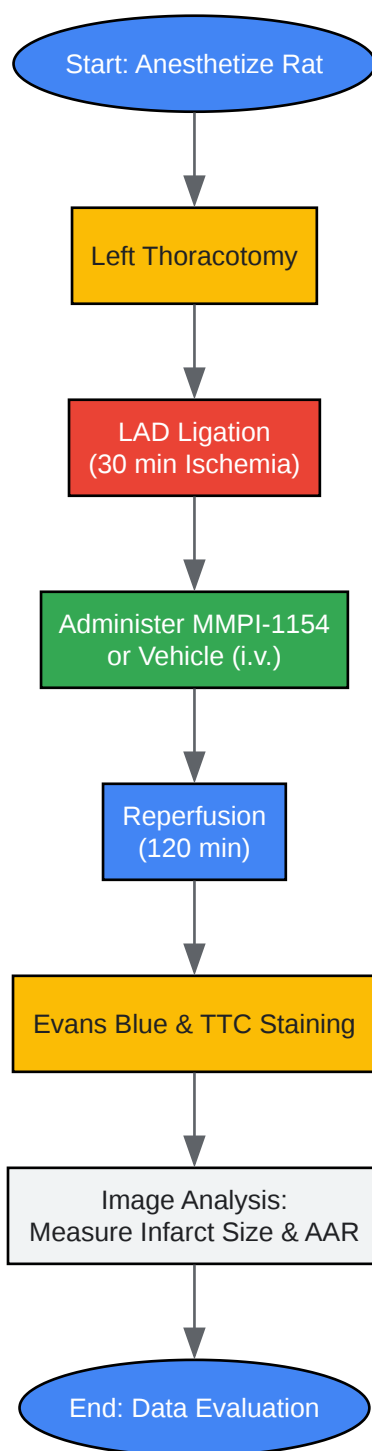 Start: Anesthetize Rat
Left Thoracotomy
LAD Ligation
(30 min Ischemia)
Administer MMPI-1154
or Vehicle (i.v.)
Reperfusion
(120 min)
Evans Blue & TTC Staining
Image Analysis:
Measure Infarct Size & AAR
End: Data Evaluation